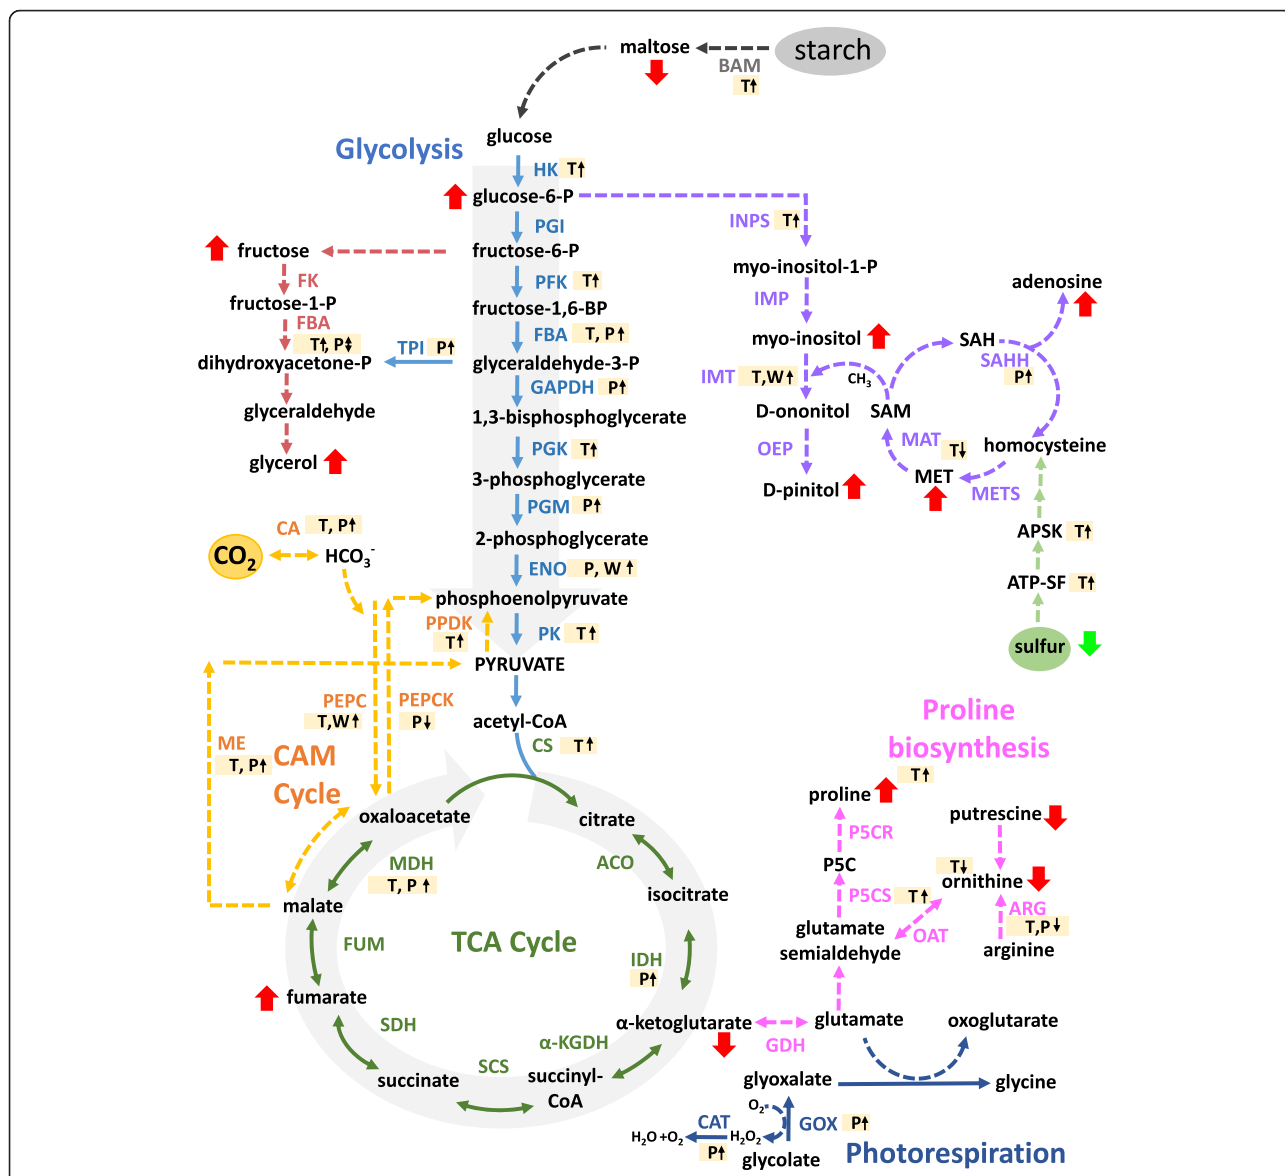 maltose
starch
BAM
T↑
glucose
Glycolysis
HK T↑
glucose-6-P
PGI
INPS T↑
fructose
fructose-6-P
myo-inositol-1-P
FK
PFK T↑
IMP
adenosine
fructose-1-P
fructose-1,6-BP
FBA
FBA T, P↑
myo-inositol
SAH
T↑, P↕
TPI P↑
SAHH
dihydroxyacetone-P
glyceraldehyde-3-P
IMT T,W↑
CH3
P↑
GAPDH P↑
glyceraldehyde
1,3-bisphosphoglycerate
D-ononitol
SAM
PGK T↑
OEP
MAT T↓
homocysteine
glycerol
3-phosphoglycerate
D-pinitol
MET
METS
PGM P↑
CA T, P↑
APSK T↑
CO2
HCO3-
2-phosphoglycerate
ENO P, W↑
ATP-SF T↑
phosphoenolpyruvate
PPDK
T↑
PK T↑
sulfur
PYRUVATE
PEPC
T,W↑
PEPCK
P↓
acetyl-CoA
Proline
biosynthesis
ME
T, P↑
CAM
Cycle
CS T↑
T↑
proline
putrescine
oxaloacetate
citrate
P5CR
MDH
T, P↑
ACO
P5C
T↓
ornithine
malate
isocitrate
P5CS T↑
ARG
T,P↓
glutamate
semialdehyde
OAT
arginine
FUM
TCA Cycle
IDH
P↑
fumarate
SDH
α-ketoglutarate
GDH
glutamate
oxoglutarate
α-KGDH
SCS
succinate
succinyl-
CoA
glyoxalate
glycine
O2
CAT
P↑
H2O+O2
H2O2
GOX P↑
glycolate
Photorespiration